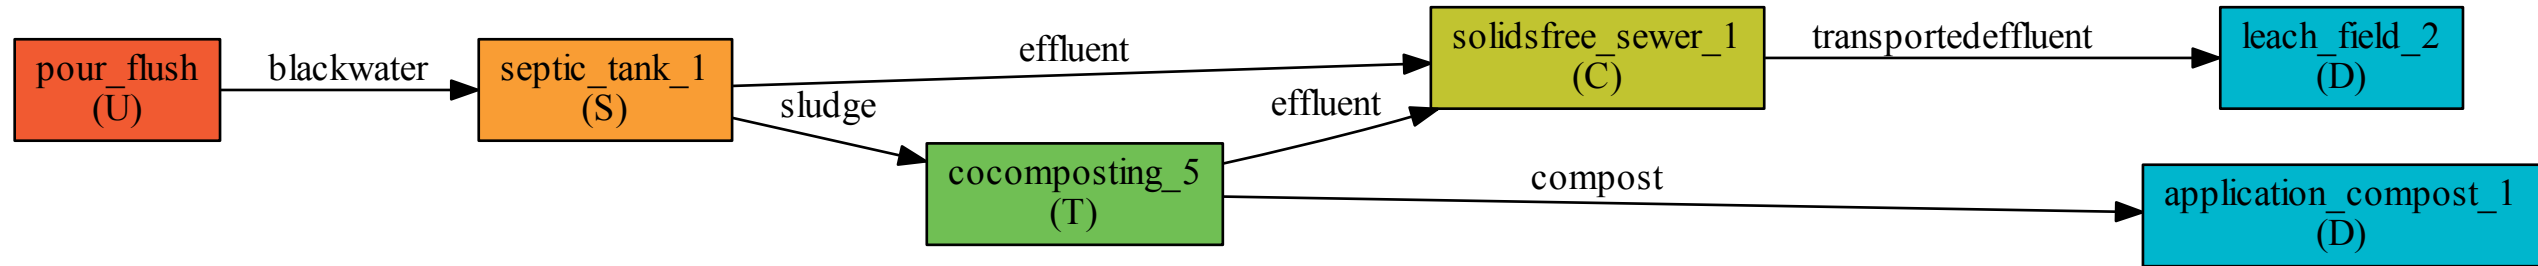 pour_flush
(U)
blackwater
septic_tank_1
(S)
effluent
sludge
cocomposting_5
(T)
effluent
compost
solidsfree_sewer_1
(C)
transportedeffluent
leach_field_2
(D)
application_compost_1
(D)